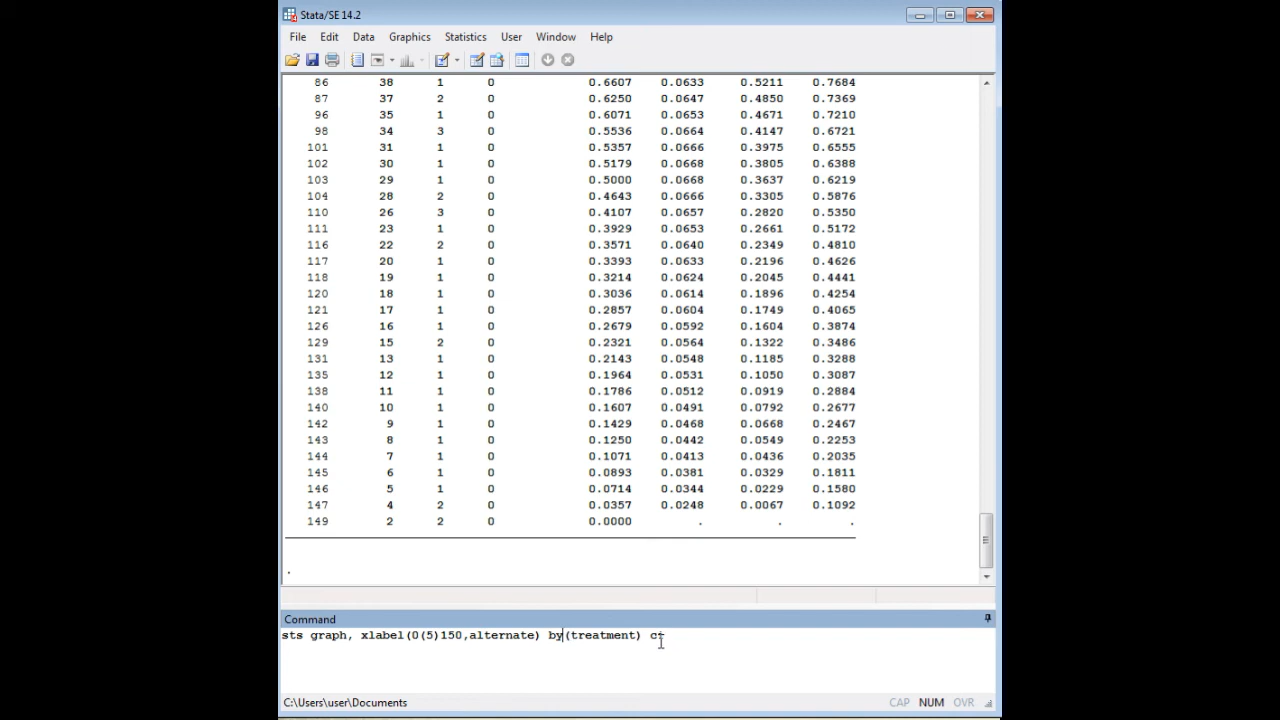 Stata/SE 14.2
File Edit Data Graphics Statistics User Window Help
86 38 1 0 0.6607 0.0633 0.5211 0.7684
87 37 2 0 0.6250 0.0647 0.4850 0.7369
96 35 1 0 0.6071 0.0653 0.4671 0.7210
98 34 3 0 0.5536 0.0664 0.4147 0.6721
101 31 1 0 0.5357 0.0666 0.3975 0.6555
102 30 1 0 0.5179 0.0668 0.3805 0.6388
103 29 1 0 0.5000 0.0668 0.3637 0.6219
104 28 2 0 0.4643 0.0666 0.3305 0.5876
110 26 3 0 0.4107 0.0657 0.2820 0.5350
111 23 1 0 0.3929 0.0653 0.2661 0.5172
116 22 2 0 0.3571 0.0640 0.2349 0.4810
117 20 1 0 0.3393 0.0633 0.2196 0.4626
118 19 1 0 0.3214 0.0624 0.2045 0.4441
120 18 1 0 0.3036 0.0614 0.1896 0.4254
121 17 1 0 0.2857 0.0604 0.1749 0.4065
126 16 1 0 0.2679 0.0592 0.1604 0.3874
129 15 2 0 0.2321 0.0564 0.1322 0.3486
131 13 1 0 0.2143 0.0548 0.1185 0.3288
135 12 1 0 0.1964 0.0531 0.1050 0.3087
138 11 1 0 0.1786 0.0512 0.0919 0.2884
140 10 1 0 0.1607 0.0491 0.0792 0.2677
142 9 1 0 0.1429 0.0468 0.0668 0.2467
143 8 1 0 0.1250 0.0442 0.0549 0.2253
144 7 1 0 0.1071 0.0413 0.0436 0.2035
145 6 1 0 0.0893 0.0381 0.0329 0.1811
146 5 1 0 0.0714 0.0344 0.0229 0.1580
147 4 2 0 0.0357 0.0248 0.0067 0.1092
149 2 2 0 0.0000 . . .
.
Command
sts graph, xlabel(0(5)150,alternate) by(treatment) ci
C:\Users\user\Documents CAP NUM OVR